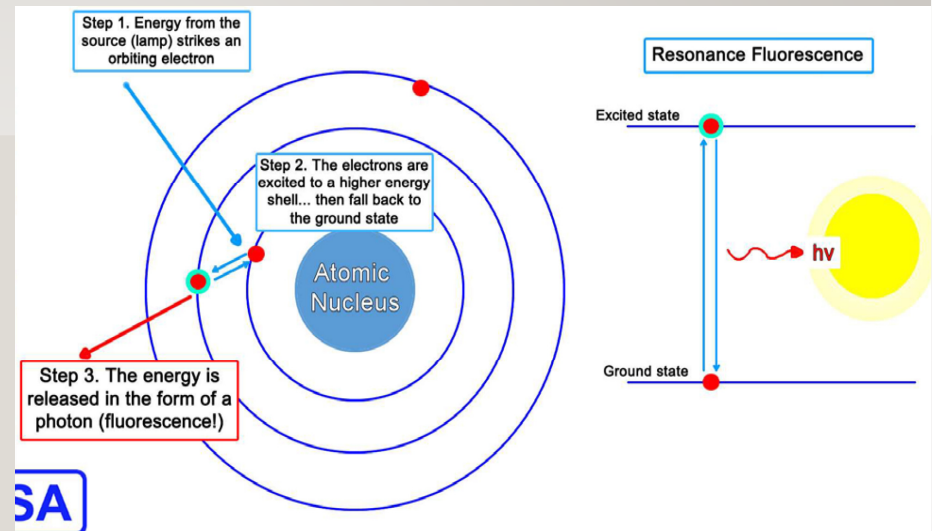 Step 1. Energy from the
source (lamp) strikes an
orbiting electron
Resonance Fluorescence
Excited state
Step 2. The electrons are
excited to a higher energy
shell... then fall back to
the ground state
Atomic
Nucleus
hv
Step 3. The energy is
released in the form of a
photon (fluorescence!)
Ground state
SA